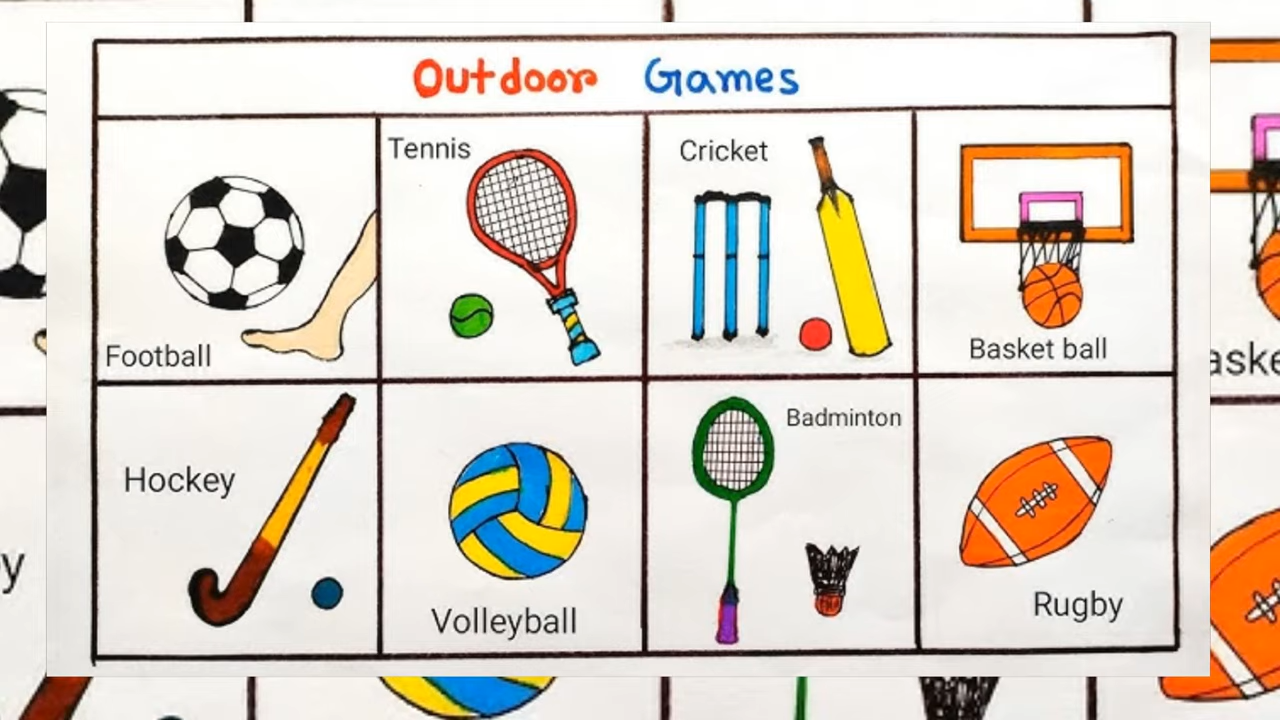 Outdoor Games
Football
Tennis
Cricket
Basket ball
Hockey
Volleyball
Badminton
Rugby